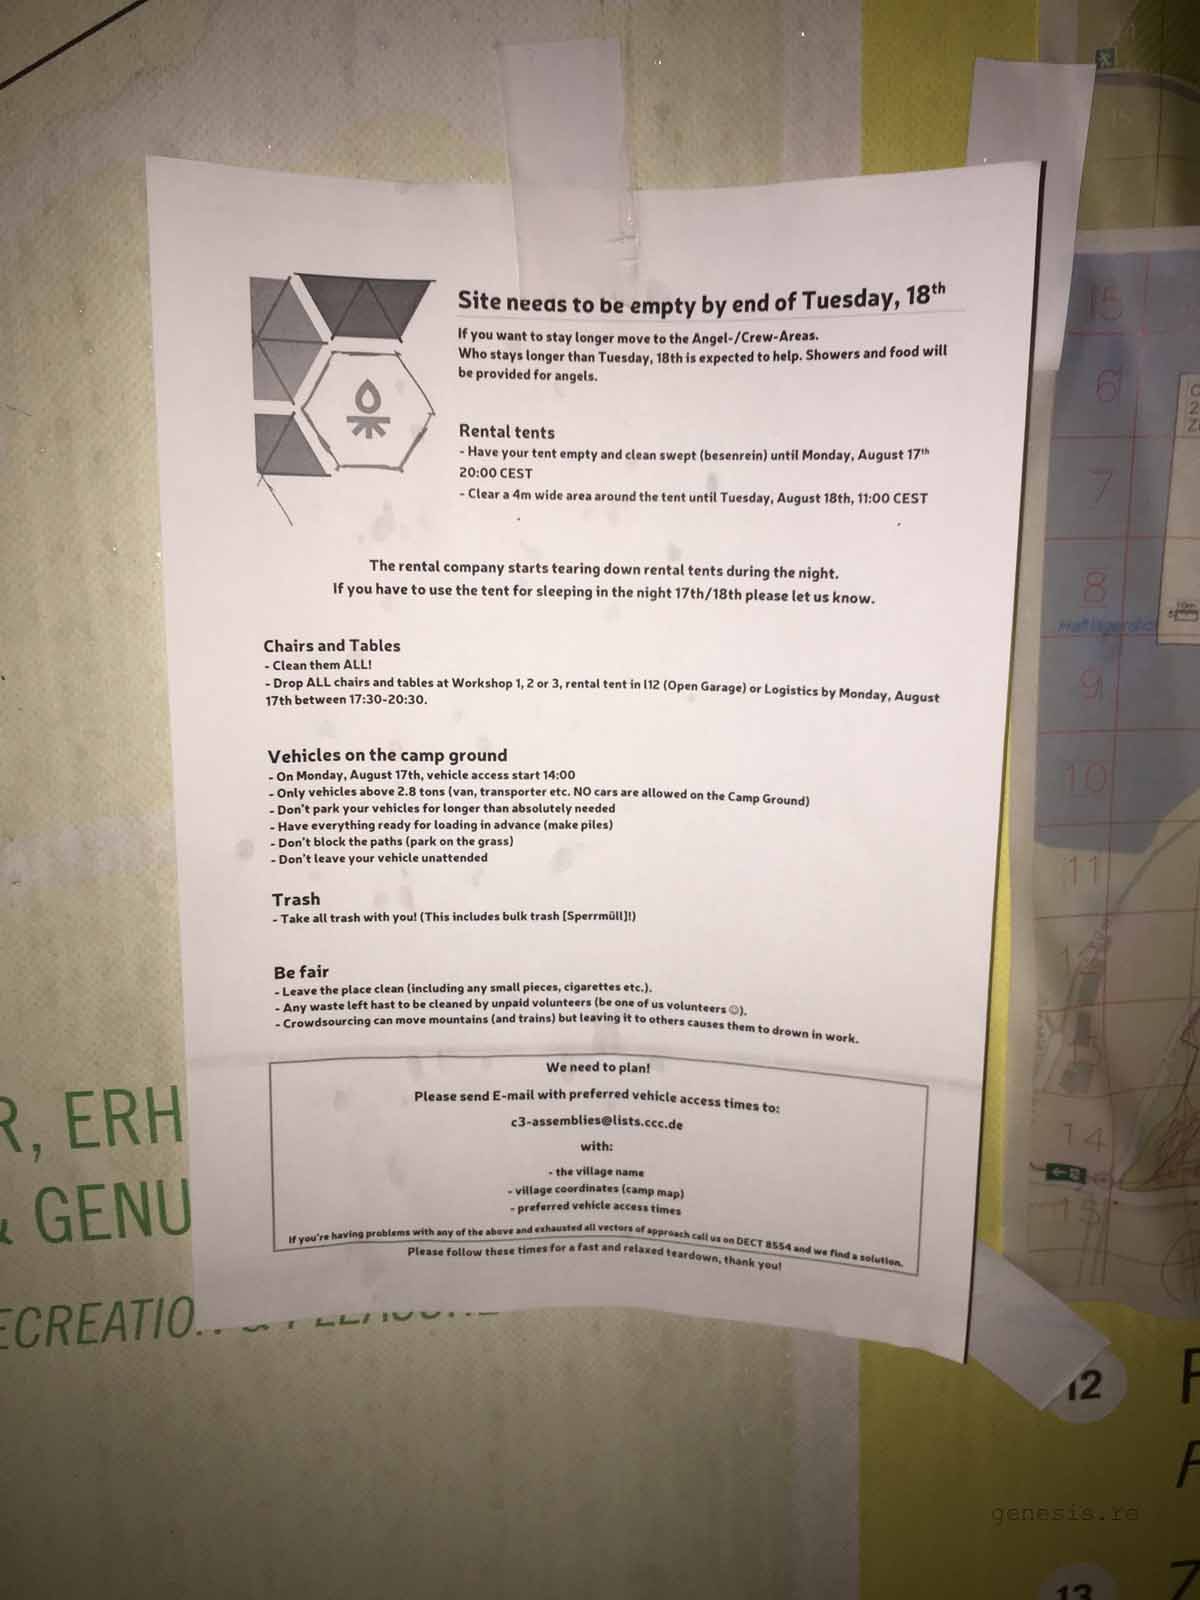 Site needs to be empty by end of Tuesday, 18th
If you want to stay longer move to the Angel-/Crew-Areas.
Who stays longer than Tuesday, 18th is expected to help. Showers and food will
be provided for angels.
Rental tents
- Have your tent empty and clean swept (besenrein) until Monday, August 17th
20:00 CEST
- Clear a 4m wide area around the tent until Tuesday, August 18th, 11:00 CEST
The rental company starts tearing down rental tents during the night.
If you have to use the tent for sleeping in the night 17th/18th please let us know.
Chairs and Tables
- Clean them ALL!
- Drop ALL chairs and tables at Workshop 1, 2 or 3, rental tent in I12 (Open Garage) or Logistics by Monday, August
17th between 17:30-20:30.
Vehicles on the camp ground
- On Monday, August 17th, vehicle access start 14:00
- Only vehicles above 2.8 tons (van, transporter etc. NO cars are allowed on the Camp Ground)
- Don't park your vehicles for longer than absolutely needed
- Have everything ready for loading in advance (make piles)
- Don't block the paths (park on the grass)
- Don't leave your vehicle unattended
Trash
- Take all trash with you! (This includes bulk trash [Sperrmüll]!)
Be fair
- Leave the place clean (including any small pieces, cigarettes etc.).
- Any waste left hast to be cleaned by unpaid volunteers (be one of us volunteers ☺).
- Crowdsourcing can move mountains (and trains) but leaving it to others causes them to drown in work.
We need to plan!
Please send E-mail with preferred vehicle access times to:
c3-assemblies@lists.ccc.de
with:
- the village name
- village coordinates (camp map)
- preferred vehicle access times
If you're having problems with any of the above and exhausted all vectors of approach call us on DECT 8554 and we find a solution.
Please follow these times for a fast and relaxed teardown, thank you!
R, ERH
& GENU
ECREATIO
6
7
8
9
10
11
14
15
12
13
genesis.re